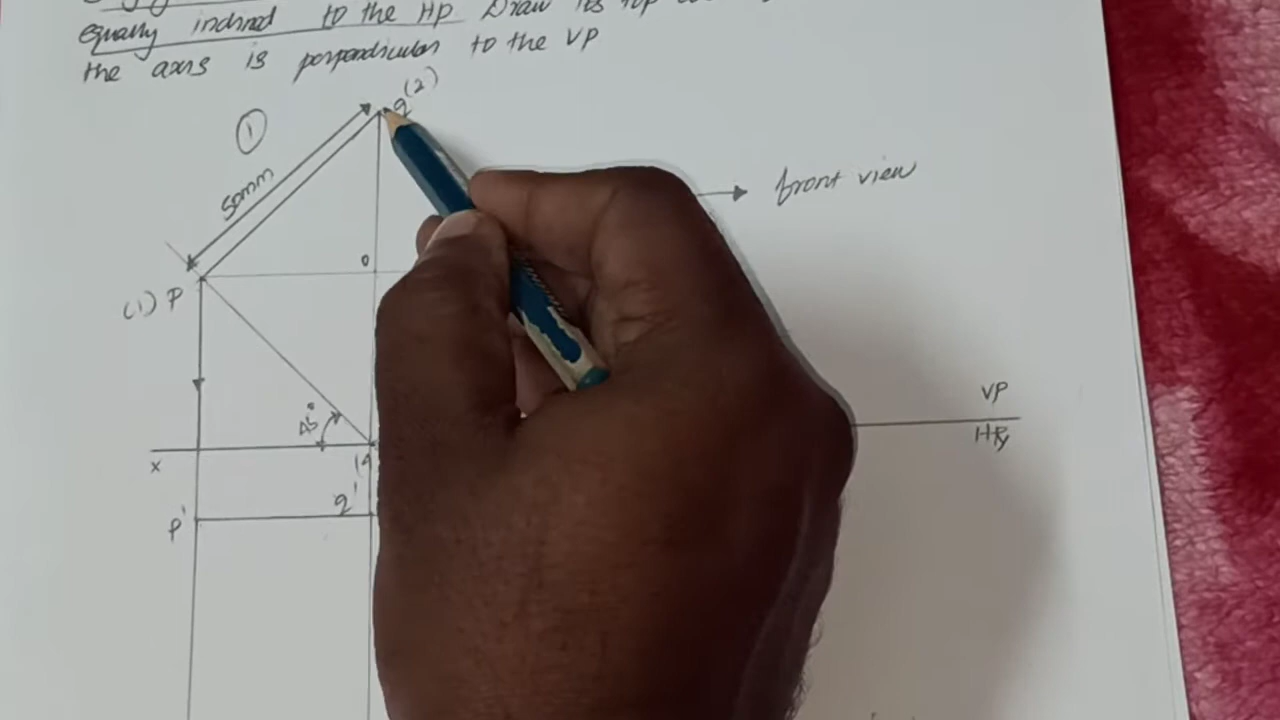 equally inclined to the HP Draw its top
the axis is perpendicular to the VP
(2)
q
1
50mm
front view
o
(1) P
45°
VP
x
HP y
q'
p'